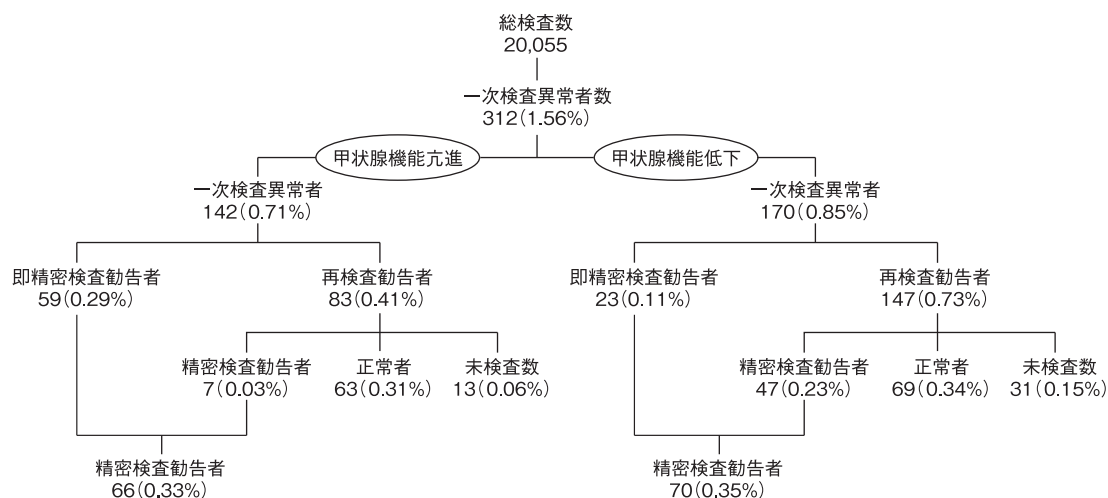 総検査数
20,055
一次検査異常者数
312(1.56%)
甲状腺機能亢進
甲状腺機能低下
一次検査異常者
142(0.71%)
一次検査異常者
170(0.85%)
即精密検査勧告者
59(0.29%)
再検査勧告者
83(0.41%)
即精密検査勧告者
23(0.11%)
再検査勧告者
147(0.73%)
精密検査勧告者
7(0.03%)
正常者
63(0.31%)
未検査数
13(0.06%)
精密検査勧告者
47(0.23%)
正常者
69(0.34%)
未検査数
31(0.15%)
精密検査勧告者
66(0.33%)
精密検査勧告者
70(0.35%)